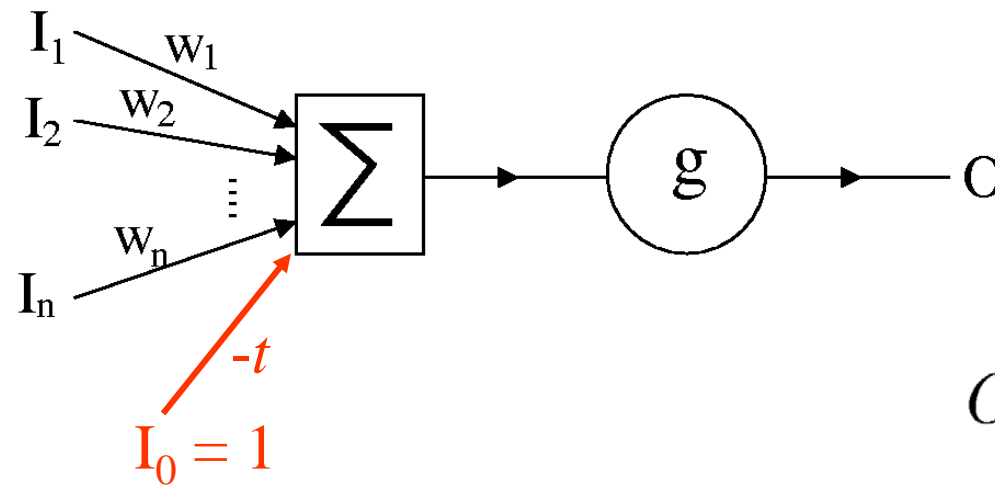 I₁
w₁
I₂
w₂
Σ
g
O
wₙ
Iₙ
-t
I₀ = 1